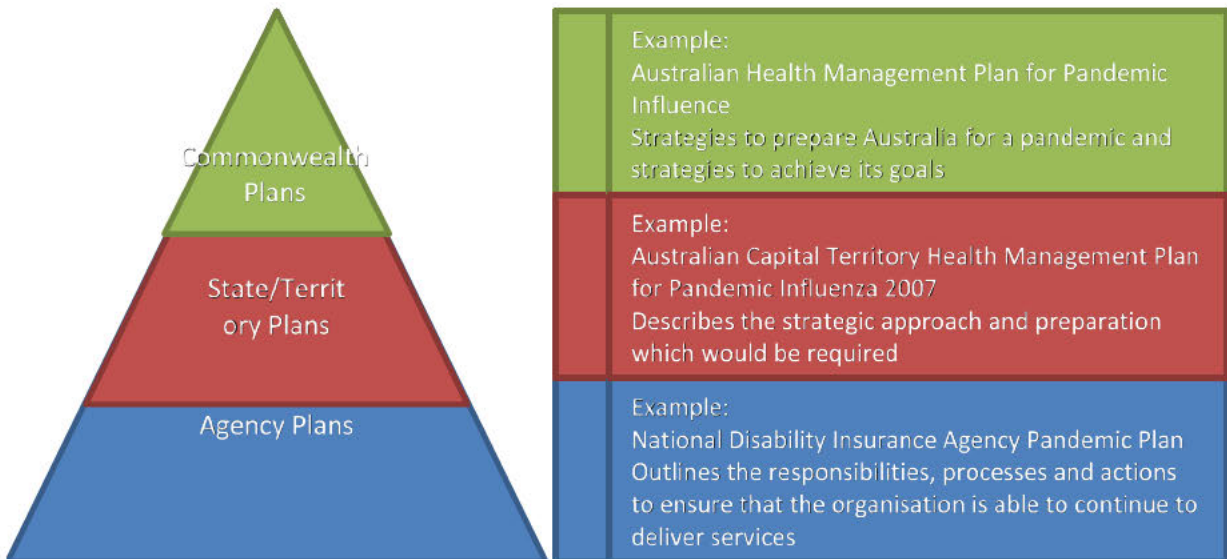 Commonwealth
Plans
State/Territ
ory Plans
Agency Plans
Example:
Australian Health Management Plan for Pandemic
Influence
Strategies to prepare Australia for a pandemic and
strategies to achieve its goals
Example:
Australian Capital Territory Health Management Plan
for Pandemic Influenza 2007
Describes the strategic approach and preparation
which would be required
Example:
National Disability Insurance Agency Pandemic Plan
Outlines the responsibilities, processes and actions
to ensure that the organisation is able to continue to
deliver services